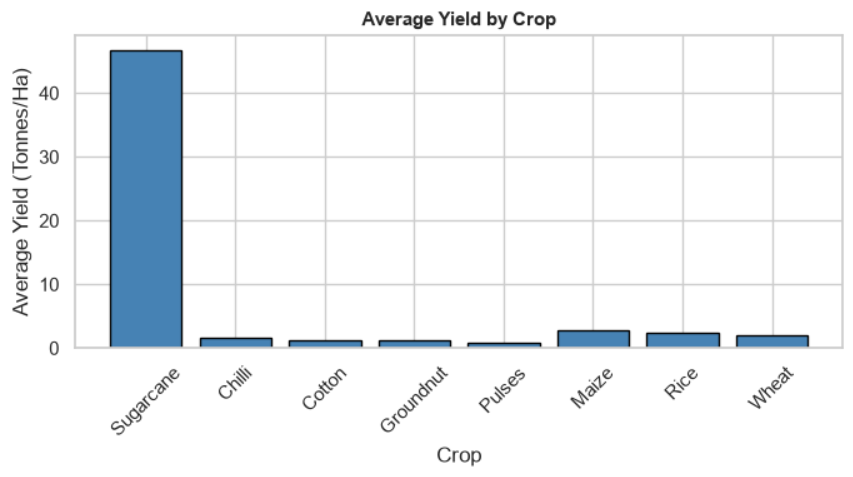 Average Yield by Crop
Average Yield (Tonnes/Ha)
40
30
20
10
0
Sugarcane
Chilli
Cotton
Groundnut
Pulses
Maize
Rice
Wheat
Crop